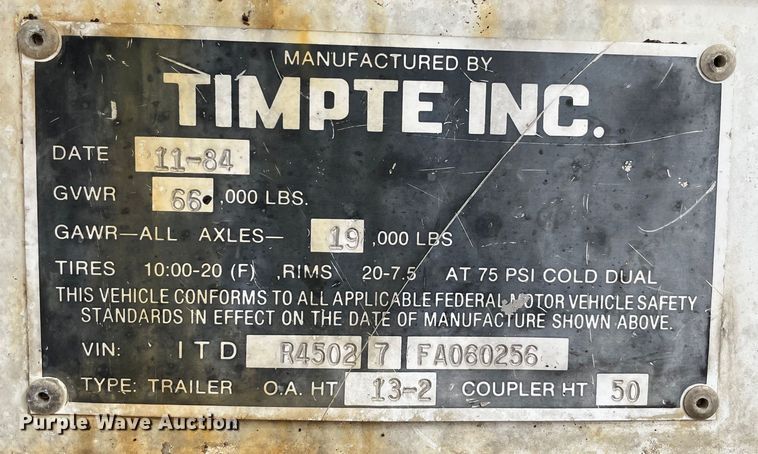 MANUFACTURED BY
TIMPTE INC.
DATE 11-84
GVWR 66 ,000 LBS.
GAWR—ALL AXLES— 19 ,000 LBS
TIRES 10:00-20 (F) ,RIMS 20-7.5 AT 75 PSI COLD DUAL
THIS VEHICLE CONFORMS TO ALL APPLICABLE FEDERAL MOTOR VEHICLE SAFETY
STANDARDS IN EFFECT ON THE DATE OF MANUFACTURE SHOWN ABOVE.
VIN: ITD R4502 7 FA060256
TYPE: TRAILER O.A. HT 13-2 COUPLER HT 50
Purple Wave Auction